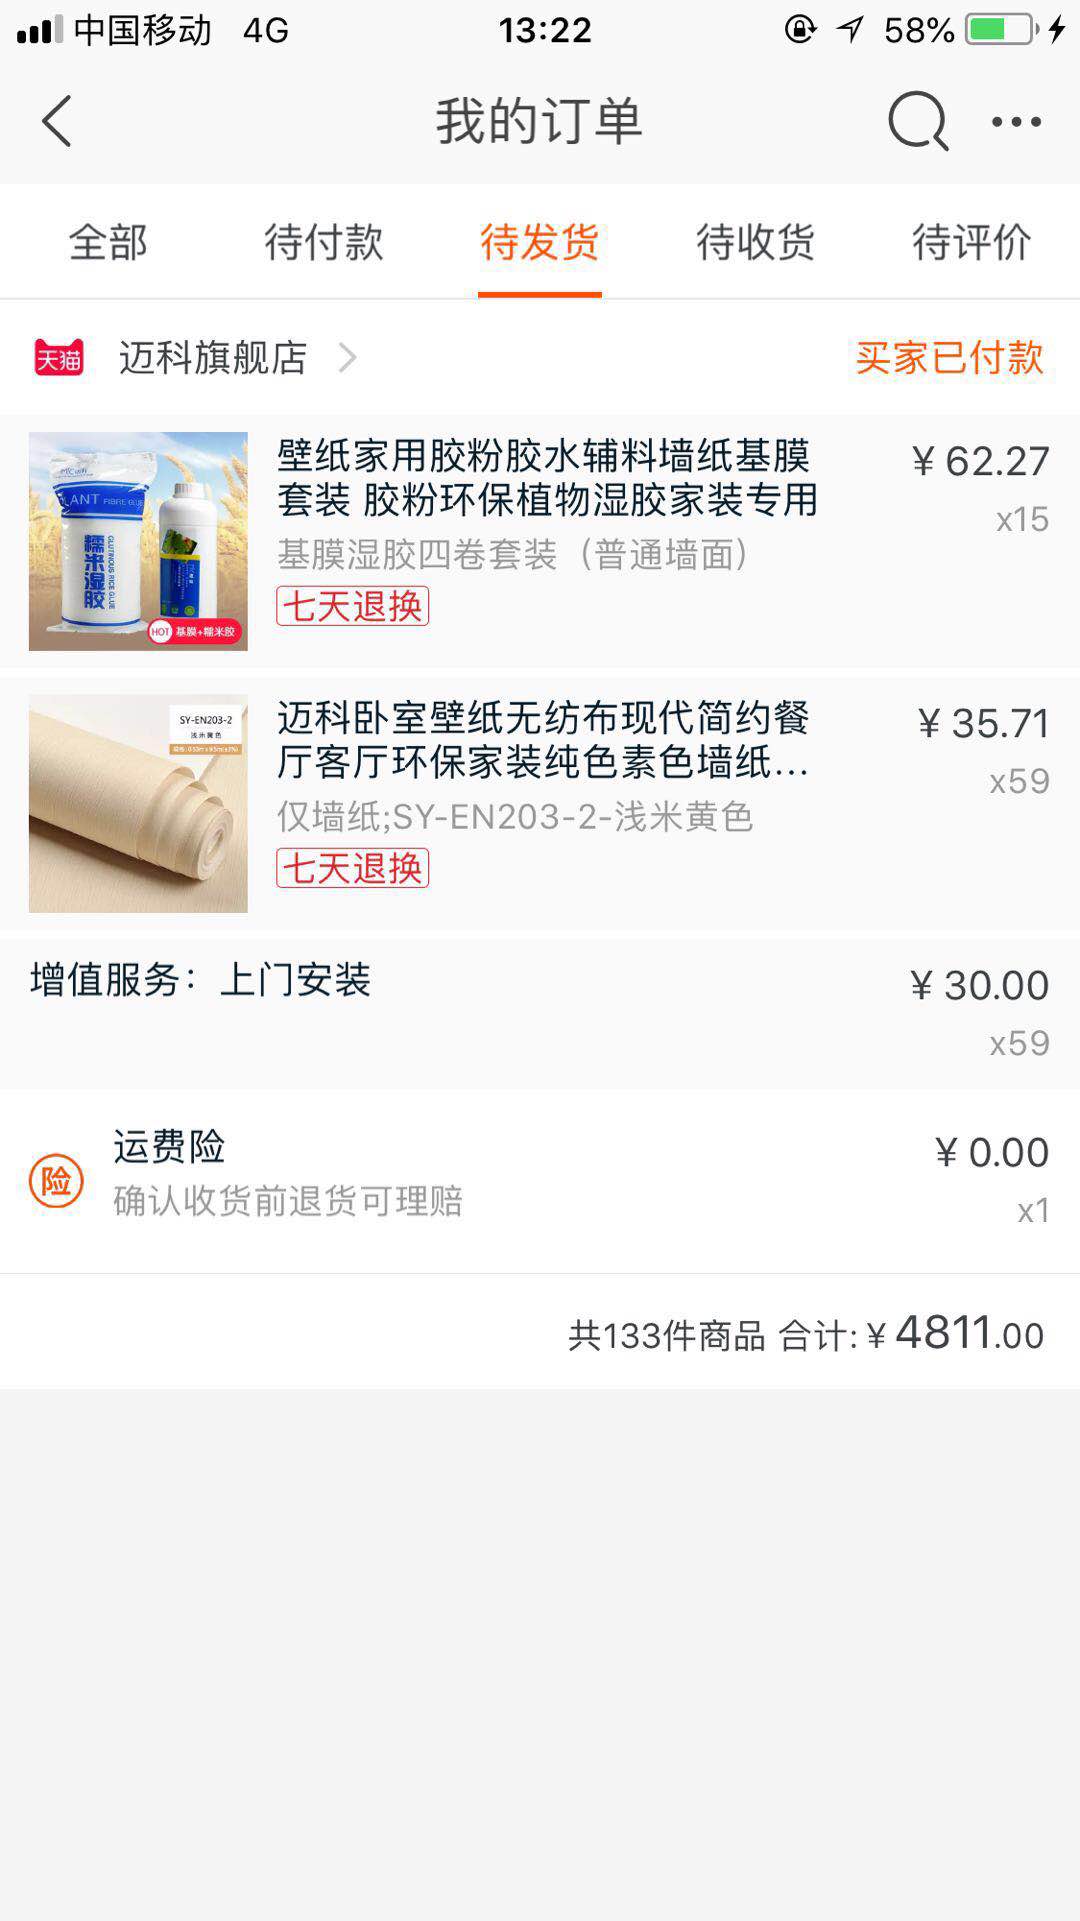 中国移动 4G 13:22 58%
我的订单
全部 待付款 待发货 待收货 待评价
天猫 迈科旗舰店 买家已付款
壁纸家用胶粉胶水辅料墙纸基膜 ¥ 62.27
套装 胶粉环保植物湿胶家装专用 x15
基膜湿胶四卷套装（普通墙面）
七天退换
PLANT FIBRE GLUE
糯米湿胶
GLUTINOUS RICE GLUE
HOT 基膜+糯米胶
迈科卧室壁纸无纺布现代简约餐 ¥ 35.71
厅客厅环保家装纯色素色墙纸... x59
仅墙纸;SY-EN203-2-浅米黄色
七天退换
SY-EN203-2
浅米黄色
增值服务：上门安装 ¥ 30.00
x59
险 运费险 ¥ 0.00
确认收货前退货可理赔 x1
共133件商品 合计: ¥ 4811.00